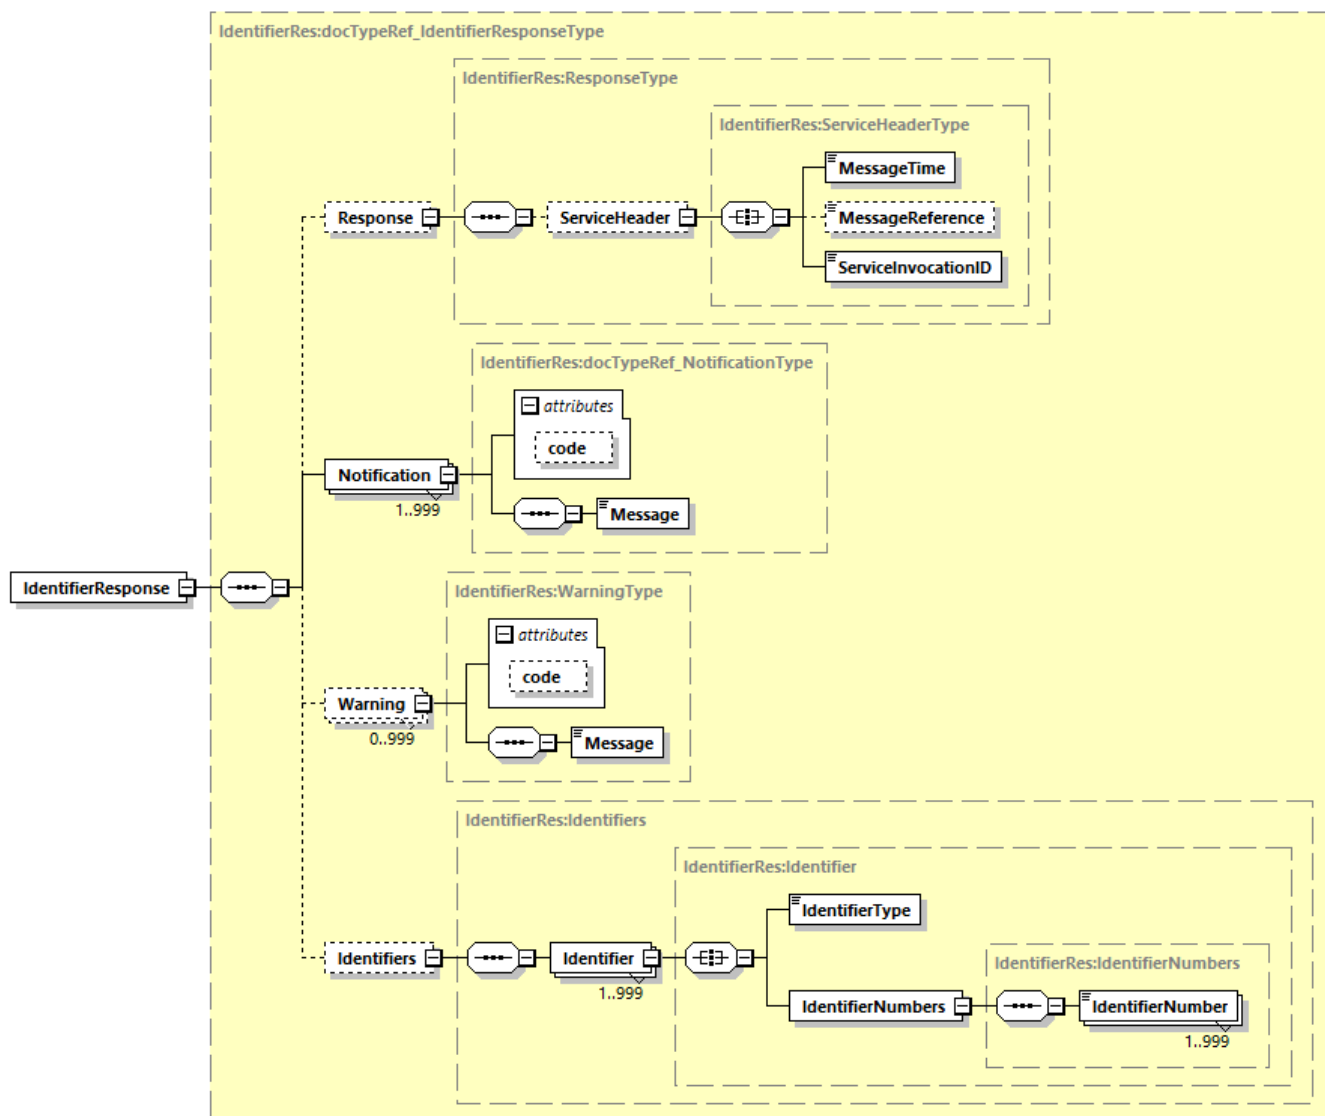 IdentifierRes:docTypeRef_IdentifierResponseType
IdentifierRes:ResponseType
IdentifierRes:ServiceHeaderType
MessageTime
Response
ServiceHeader
MessageReference
ServiceInvocationID
IdentifierRes:docTypeRef_NotificationType
attributes
code
Notification
1..999
Message
IdentifierResponse
IdentifierRes:WarningType
attributes
code
Warning
0..999
Message
IdentifierRes:Identifiers
IdentifierRes:Identifier
IdentifierType
Identifiers
Identifier
1..999
IdentifierRes:IdentifierNumbers
IdentifierNumbers
IdentifierNumber
1..999